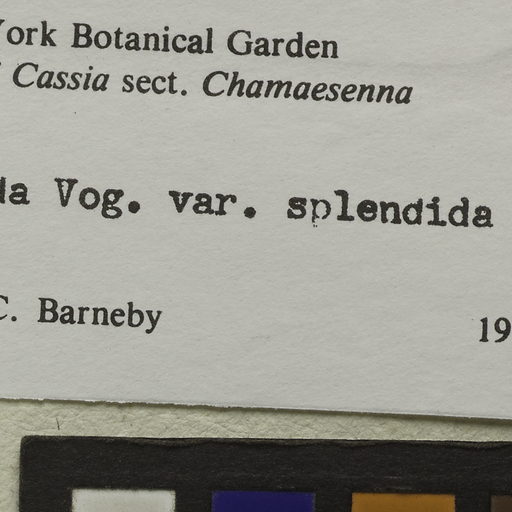 York Botanical Garden
Cassia sect. Chamaesenna
da Vog. var. splendida
C. Barneby
19